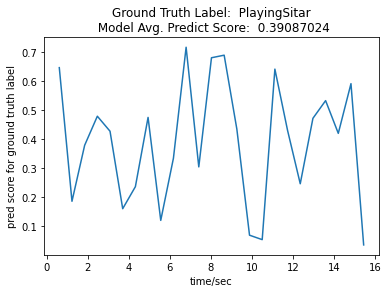 Ground Truth Label:  PlayingSitar
Model Avg. Predict Score:  0.39087024
pred score for ground truth label
0.7
0.6
0.5
0.4
0.3
0.2
0.1
0 2 4 6 8 10 12 14 16
time/sec